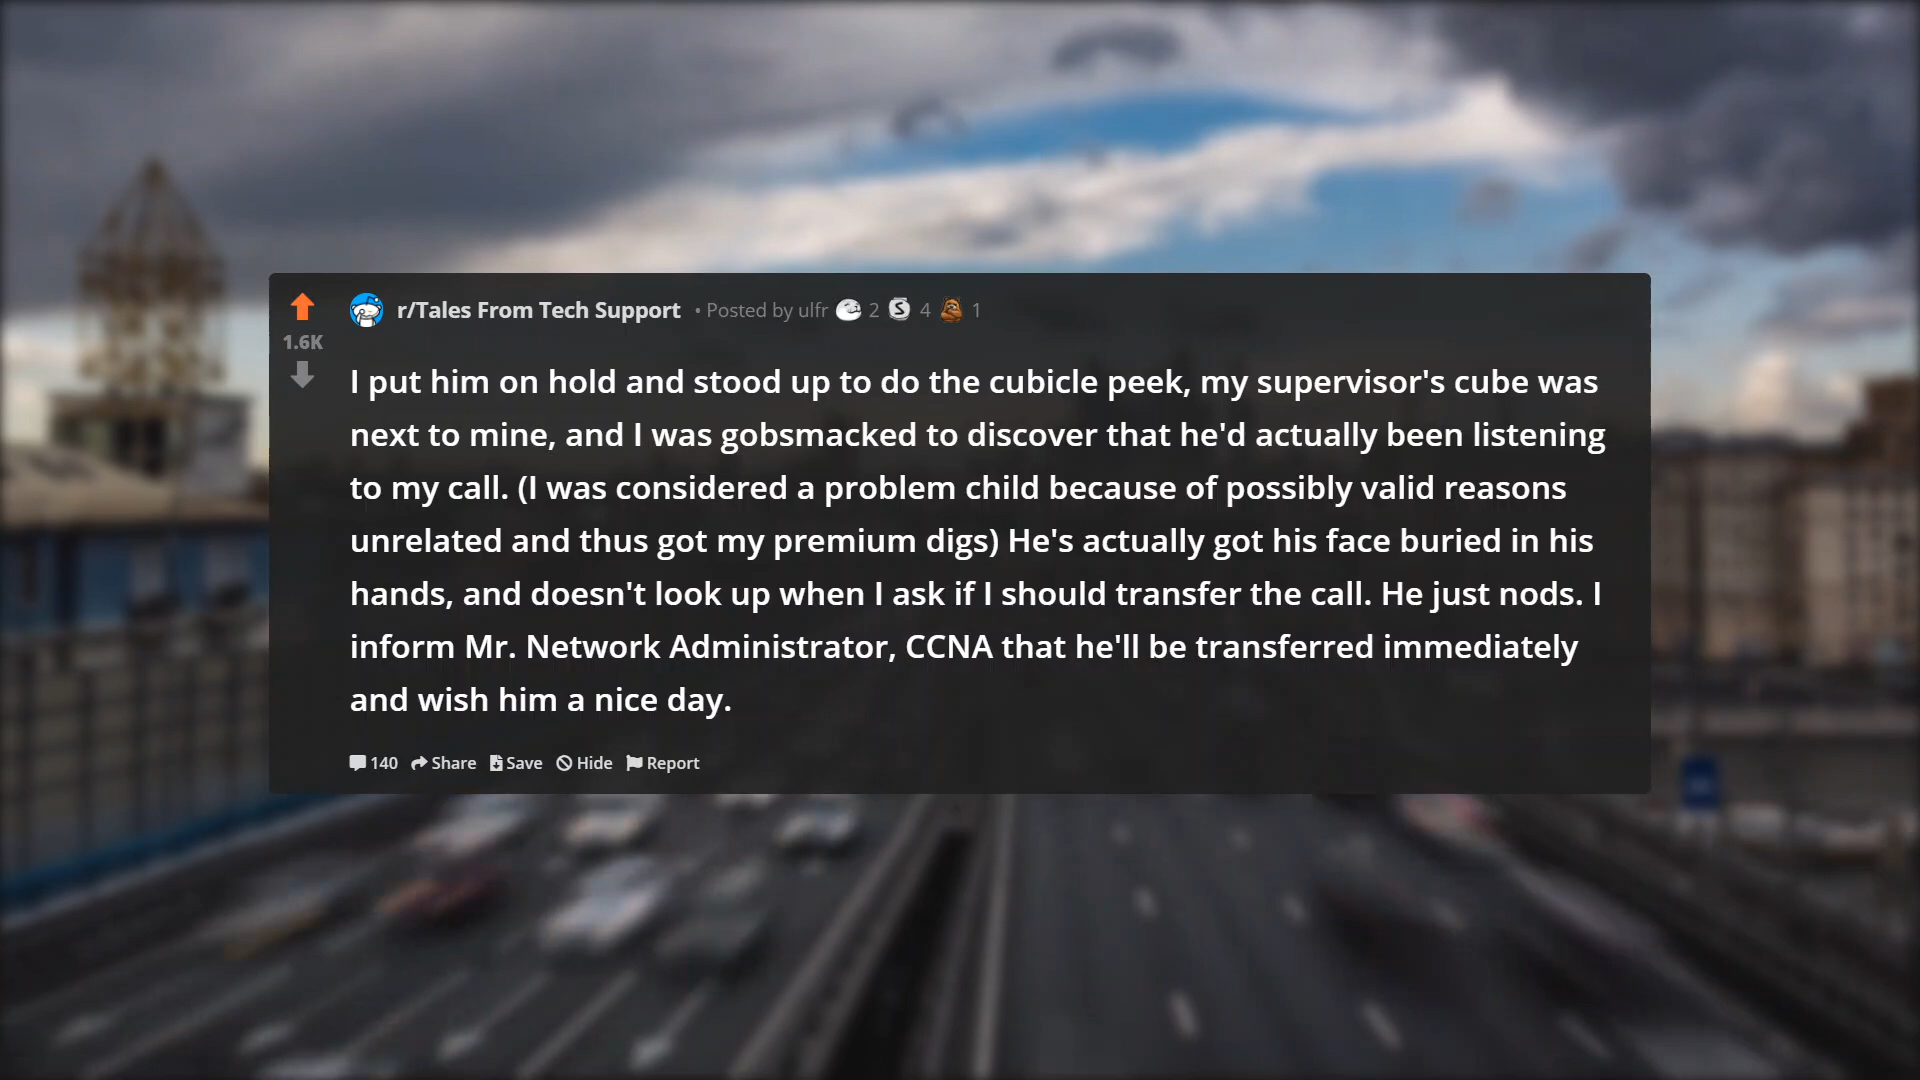 r/Tales From Tech Support • Posted by ulfr 2 S 4 1
1.6K
I put him on hold and stood up to do the cubicle peek, my supervisor's cube was
next to mine, and I was gobsmacked to discover that he'd actually been listening
to my call. (I was considered a problem child because of possibly valid reasons
unrelated and thus got my premium digs) He's actually got his face buried in his
hands, and doesn't look up when I ask if I should transfer the call. He just nods. I
inform Mr. Network Administrator, CCNA that he'll be transferred immediately
and wish him a nice day.
140 Share Save Hide Report